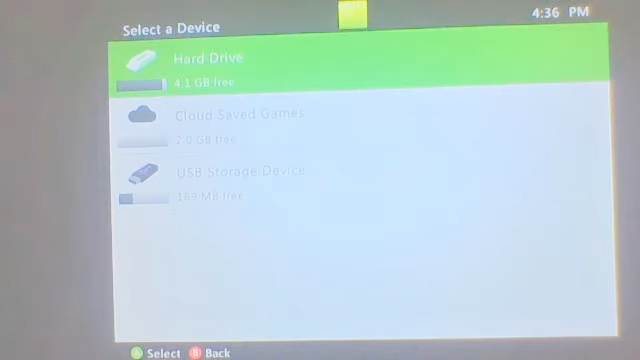 Select a Device
4:36 PM
Hard Drive
4.1 GB free
Cloud Saved Games
2.0 GB free
USB Storage Device
169 MB free
A Select B Back